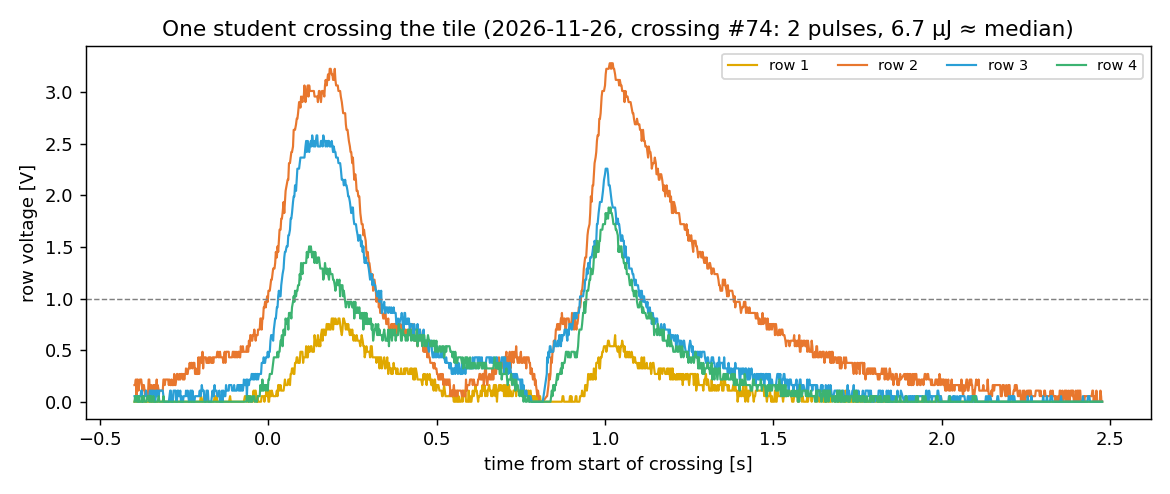 One student crossing the tile (2026-11-26, crossing #74: 2 pulses, 6.7 µJ ≈ median)
row 1 row 2 row 3 row 4
row voltage [V]
3.0
2.5
2.0
1.5
1.0
0.5
0.0
−0.5 0.0 0.5 1.0 1.5 2.0 2.5
time from start of crossing [s]